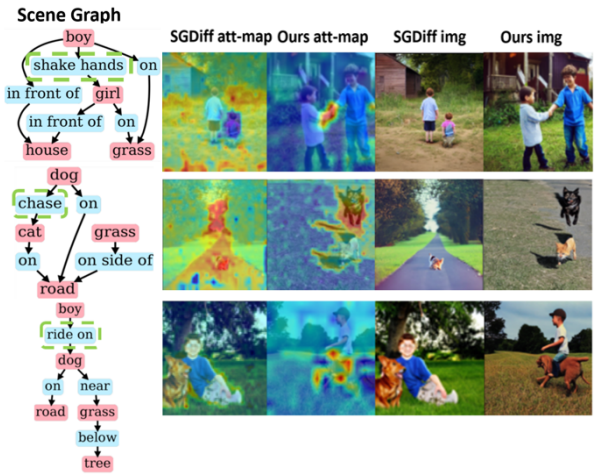 Scene Graph
SGDiff att-map Ours att-map SGDiff img Ours img
boy
shake hands on
in front of girl
in front of on
house grass
dog
chase on
cat grass
on on side of
road
boy
ride on
dog
on near
road grass
below
tree